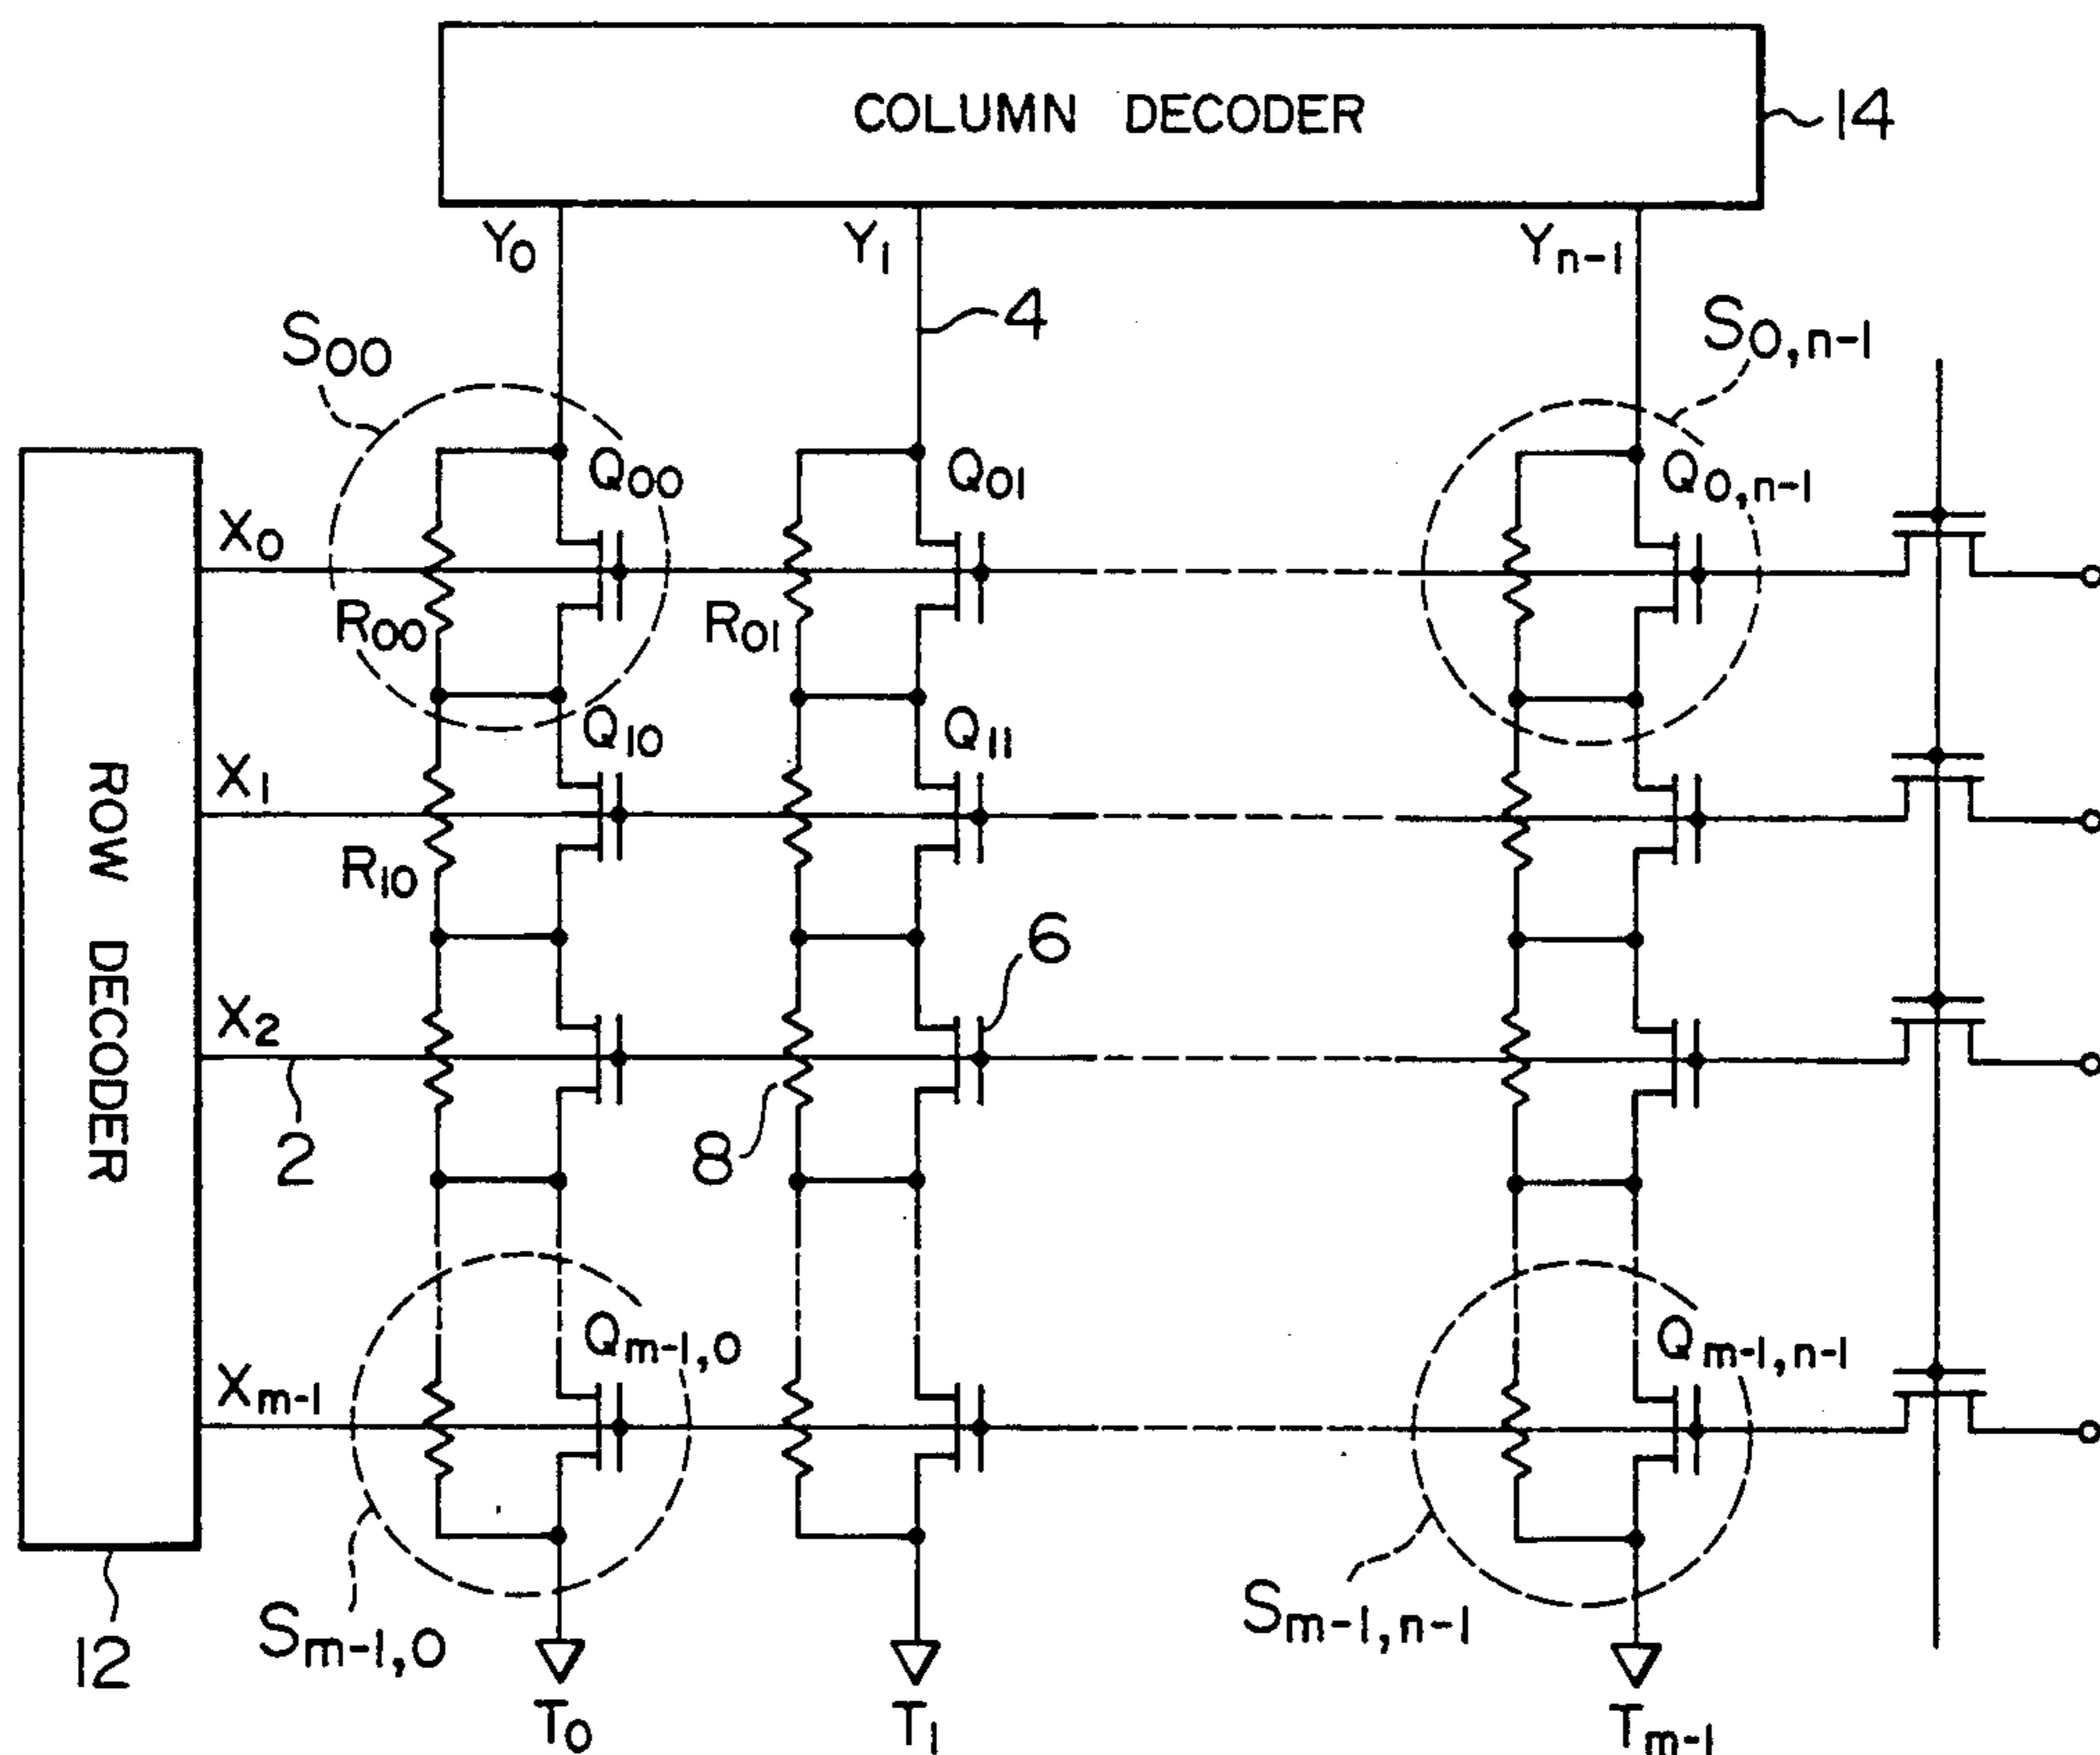 COLUMN DECODER
14
Y0 Y1 Yn-1
4
S00 S0,n-1
Q00 Q01 Q0,n-1
X0
R00 R01
Q10 Q11
X1
R10
ROW DECODER
6
X2
2
8
Qm-1,0 Qm-1,n-1
Xm-1
Sm-1,0 Sm-1,n-1
12
T0 T1 Tm-1